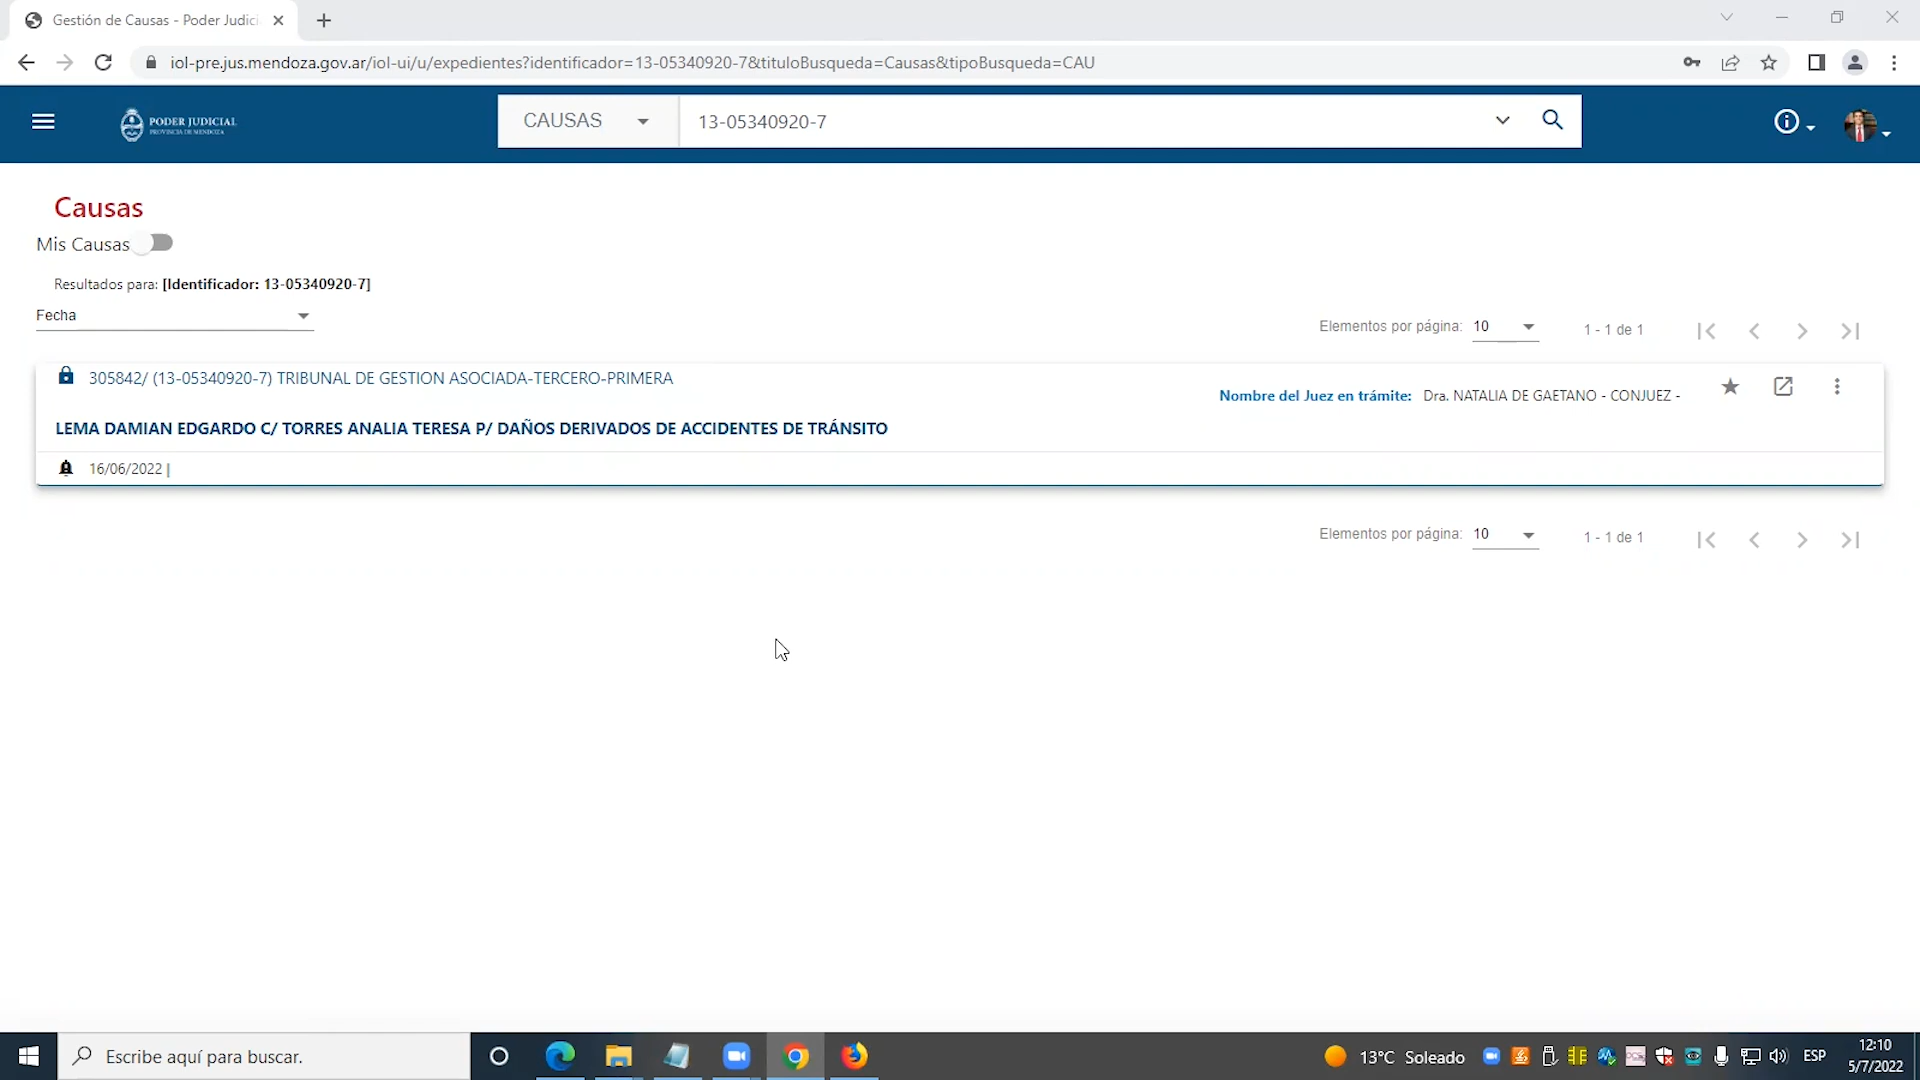 Gestión de Causas - Poder Judici
iol-pre.jus.mendoza.gov.ar/iol-ui/u/expedientes?identificador=13-05340920-7&tituloBusqueda=Causas&tipoBusqueda=CAU
PODER JUDICIAL
PROVINCIA DE MENDOZA
CAUSAS
13-05340920-7
Causas
Mis Causas
Resultados para: [Identificador: 13-05340920-7]
Fecha
Elementos por página: 10
1 - 1 de 1
305842/ (13-05340920-7) TRIBUNAL DE GESTION ASOCIADA-TERCERO-PRIMERA
Nombre del Juez en trámite: Dra. NATALIA DE GAETANO - CONJUEZ -
LEMA DAMIAN EDGARDO C/ TORRES ANALIA TERESA P/ DAÑOS DERIVADOS DE ACCIDENTES DE TRÁNSITO
16/06/2022 |
Elementos por página: 10
1 - 1 de 1
Escribe aquí para buscar.
13°C Soleado
ESP
12:10
5/7/2022